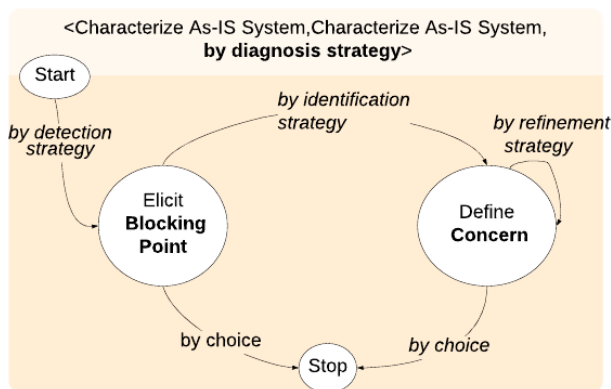 <Characterize As-IS System,Characterize As-IS System,
by diagnosis strategy>
Start
by identification
strategy
by detection
strategy
by refinement
strategy
Elicit
Blocking
Point
Define
Concern
by choice
by choice
Stop